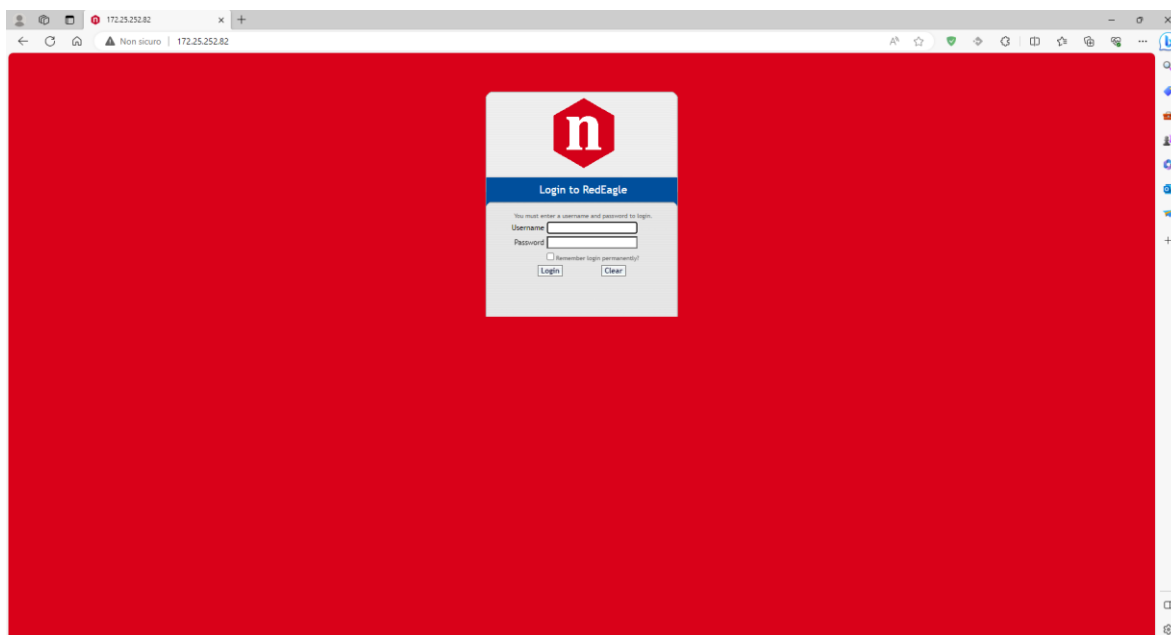 172.25.252.82
Non sicuro | 172.25.252.82
n
Login to RedEagle
You must enter a username and password to login.
Username
Password
Remember login permanently?
Login Clear